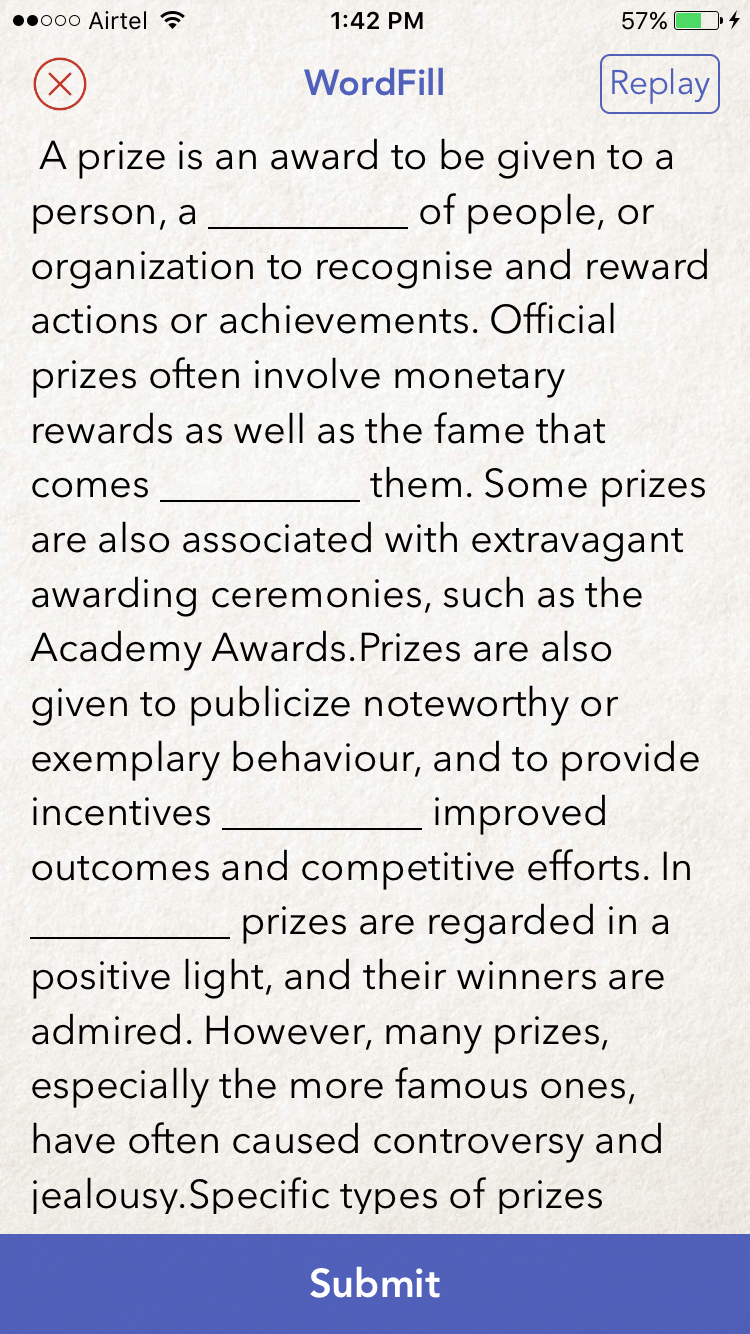 Airtel 1:42 PM 57%
WordFill Replay
A prize is an award to be given to a
person, a __________ of people, or
organization to recognise and reward
actions or achievements. Official
prizes often involve monetary
rewards as well as the fame that
comes __________ them. Some prizes
are also associated with extravagant
awarding ceremonies, such as the
Academy Awards.Prizes are also
given to publicize noteworthy or
exemplary behaviour, and to provide
incentives __________ improved
outcomes and competitive efforts. In
__________ prizes are regarded in a
positive light, and their winners are
admired. However, many prizes,
especially the more famous ones,
have often caused controversy and
jealousy.Specific types of prizes
Submit